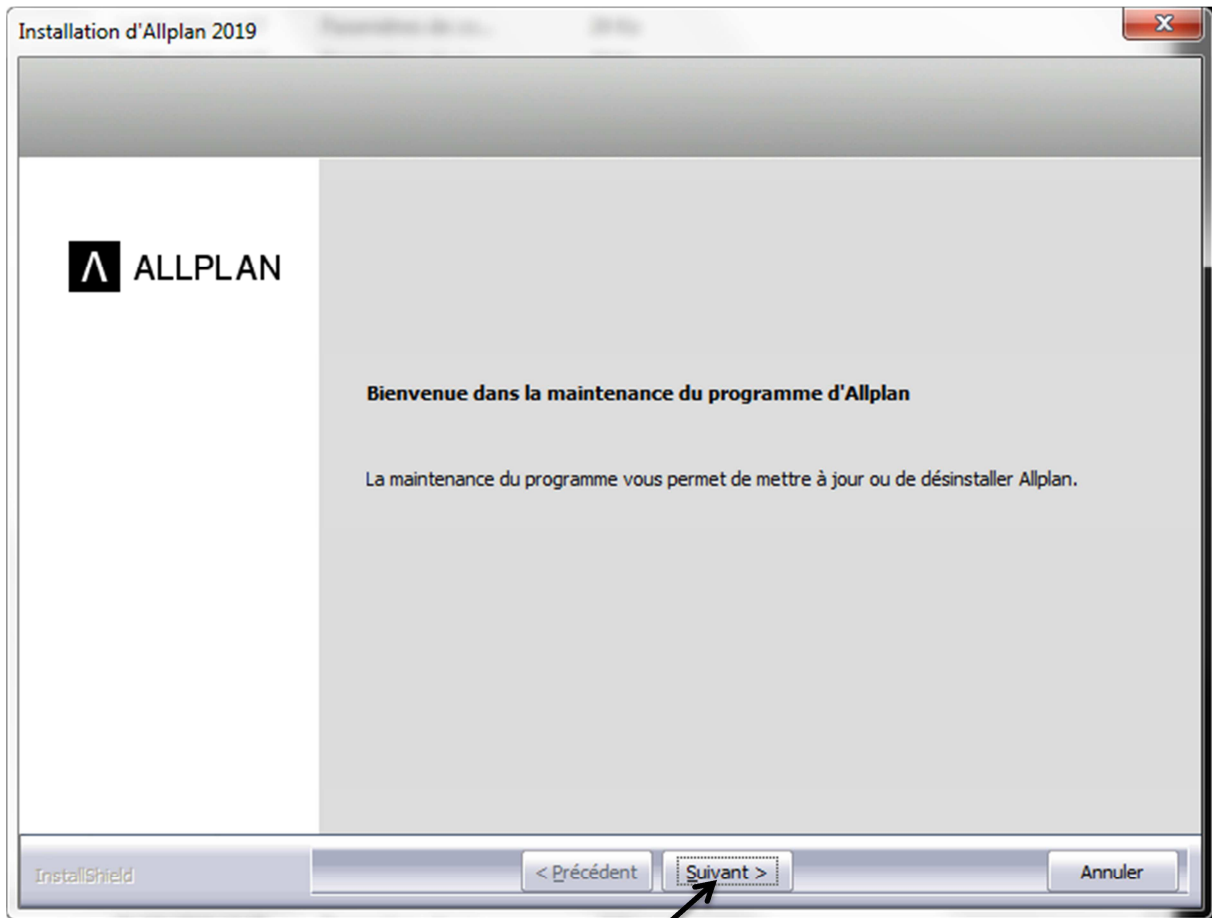 Installation d'Allplan 2019
ALLPLAN
Bienvenue dans la maintenance du programme d'Allplan
La maintenance du programme vous permet de mettre à jour ou de désinstaller Allplan.
InstallShield
< Précédent
Suivant >
Annuler